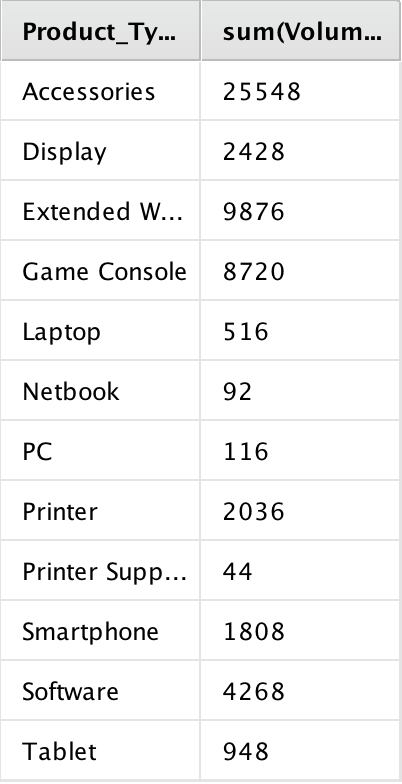 Product_Ty... sum(Volum...
Accessories 25548
Display 2428
Extended W... 9876
Game Console 8720
Laptop 516
Netbook 92
PC 116
Printer 2036
Printer Supp... 44
Smartphone 1808
Software 4268
Tablet 948